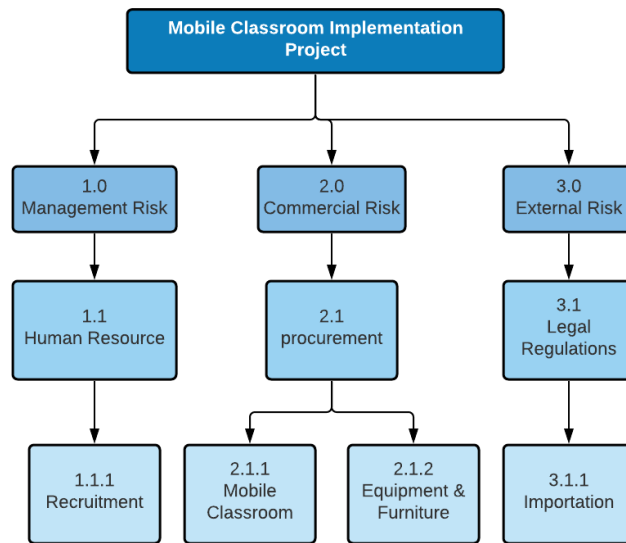 Mobile Classroom Implementation
Project
1.0
Management Risk
2.0
Commercial Risk
3.0
External Risk
1.1
Human Resource
2.1
procurement
3.1
Legal
Regulations
1.1.1
Recruitment
2.1.1
Mobile
Classroom
2.1.2
Equipment &
Furniture
3.1.1
Importation